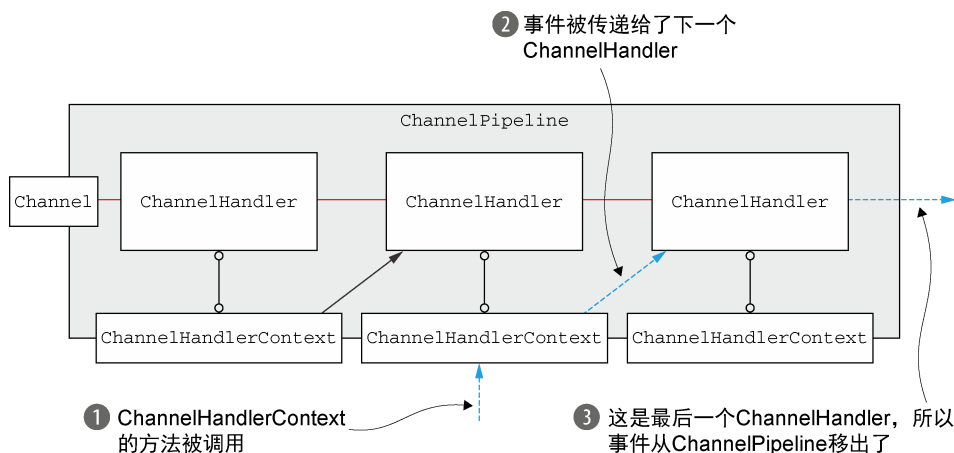 2 事件被传递给了下一个
ChannelHandler
ChannelPipeline
Channel
ChannelHandler
ChannelHandler
ChannelHandler
ChannelHandlerContext
ChannelHandlerContext
ChannelHandlerContext
1 ChannelHandlerContext
的方法被调用
3 这是最后一个ChannelHandler，所以
事件从ChannelPipeline移出了